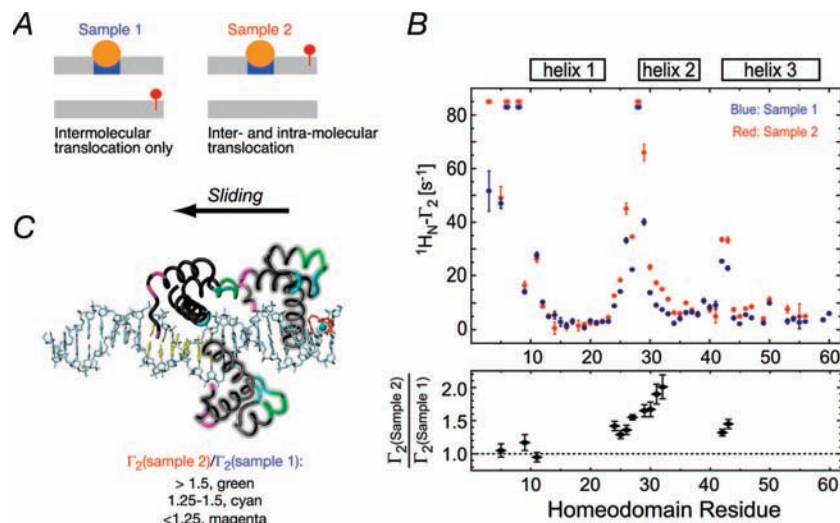 A
Sample 1
Sample 2
Intermolecular
translocation only
Inter- and intra-molecular
translocation
B
helix 1
helix 2
helix 3
Blue: Sample 1
Red: Sample 2
¹H_N-Γ₂ [s⁻¹]
80
60
40
20
0
10
20
30
40
50
60
C
Sliding
Γ₂(sample 2)/Γ₂(sample 1):
> 1.5, green
1.25-1.5, cyan
<1.25, magenta
Γ₂(Sample 2)
Γ₂(Sample 1)
2.0
1.5
1.0
10
20
30
40
50
60
Homeodomain Residue